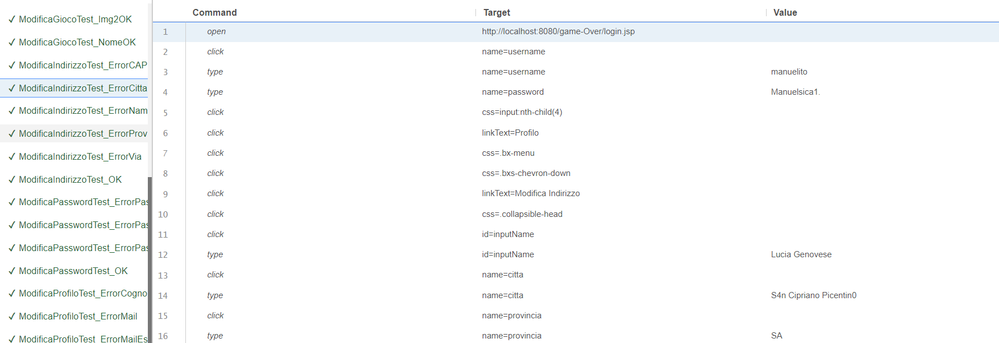 ModificaGiocoTest_Img2OK
ModificaGiocoTest_NomeOK
ModificaIndirizzoTest_ErrorCAP
ModificaIndirizzoTest_ErrorCitta
ModificaIndirizzoTest_ErrorNam
ModificaIndirizzoTest_ErrorProv
ModificaIndirizzoTest_ErrorVia
ModificaIndirizzoTest_OK
ModificaPasswordTest_ErrorPas
ModificaPasswordTest_ErrorPas
ModificaPasswordTest_ErrorPas
ModificaPasswordTest_OK
ModificaProfiloTest_ErrorCogno
ModificaProfiloTest_ErrorMail
ModificaProfiloTest_ErrorMailEs
Command Target Value
1 open http://localhost:8080/game-Over/login.jsp
2 click name=username
3 type name=username manuelito
4 type name=password Manuelsica1.
5 click css=input:nth-child(4)
6 click linkText=Profilo
7 click css=.bx-menu
8 click css=.bxs-chevron-down
9 click linkText=Modifica Indirizzo
10 click css=.collapsible-head
11 click id=inputName
12 type id=inputName Lucia Genovese
13 click name=citta
14 type name=citta S4n Cipriano Picentin0
15 click name=provincia
16 type name=provincia SA